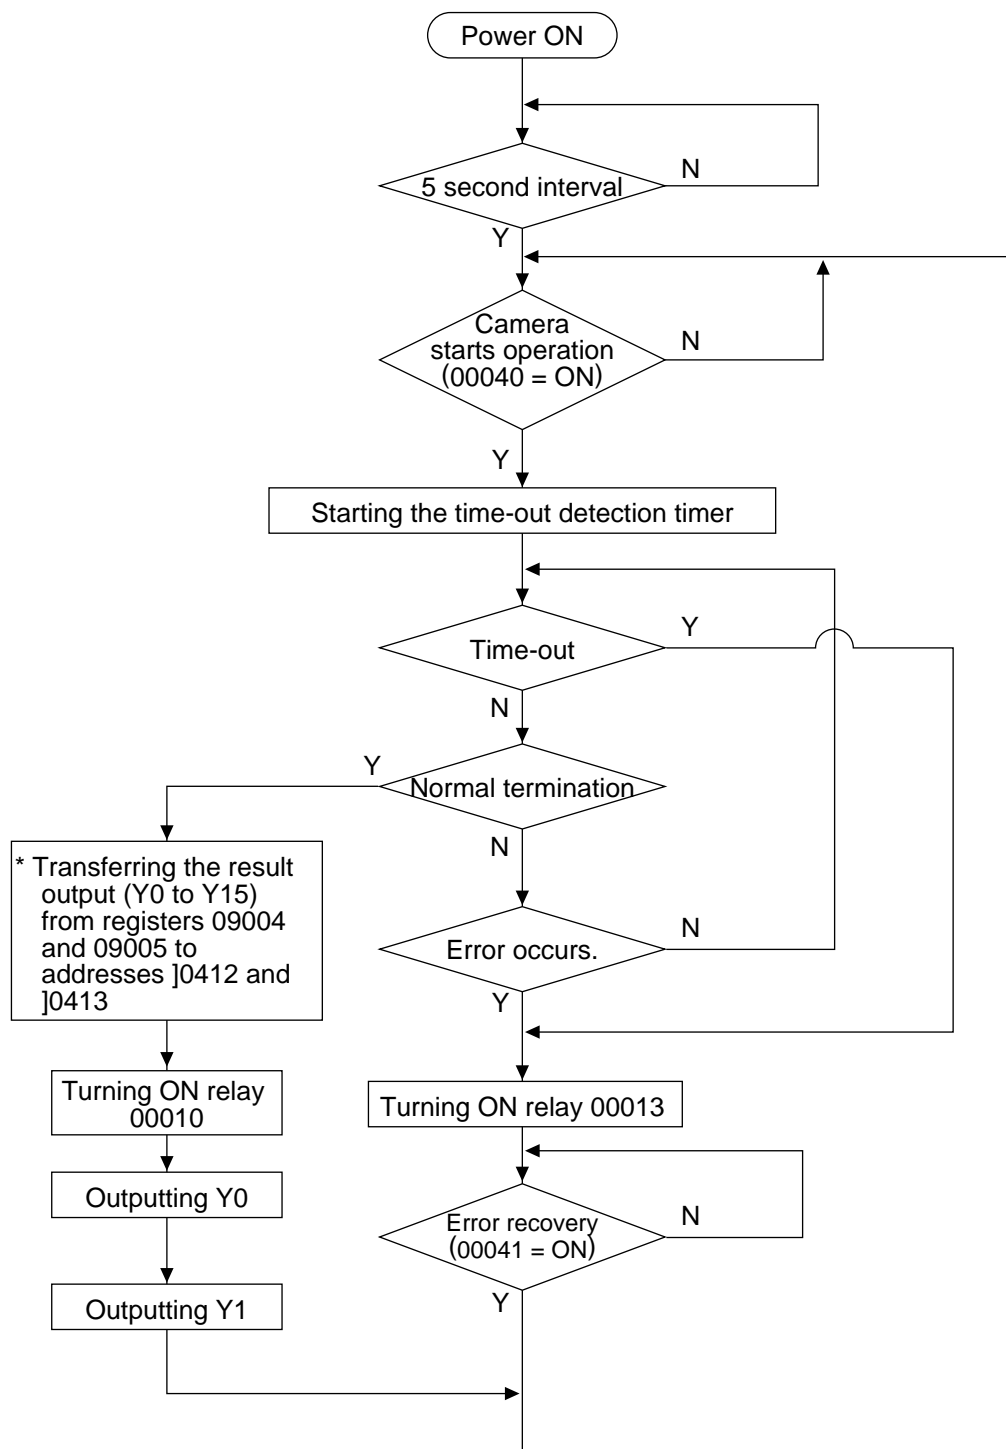 Power ON
5 second interval
N
Y
Camera
starts operation
(00040 = ON)
N
Y
Starting the time-out detection timer
Time-out
Y
N
Normal termination
Y
N
* Transferring the result
output (Y0 to Y15)
from registers 09004
and 09005 to
addresses ]0412 and
]0413
Error occurs.
N
Y
Turning ON relay
00010
Turning ON relay 00013
Outputting Y0
Error recovery
(00041 = ON)
N
Y
Outputting Y1